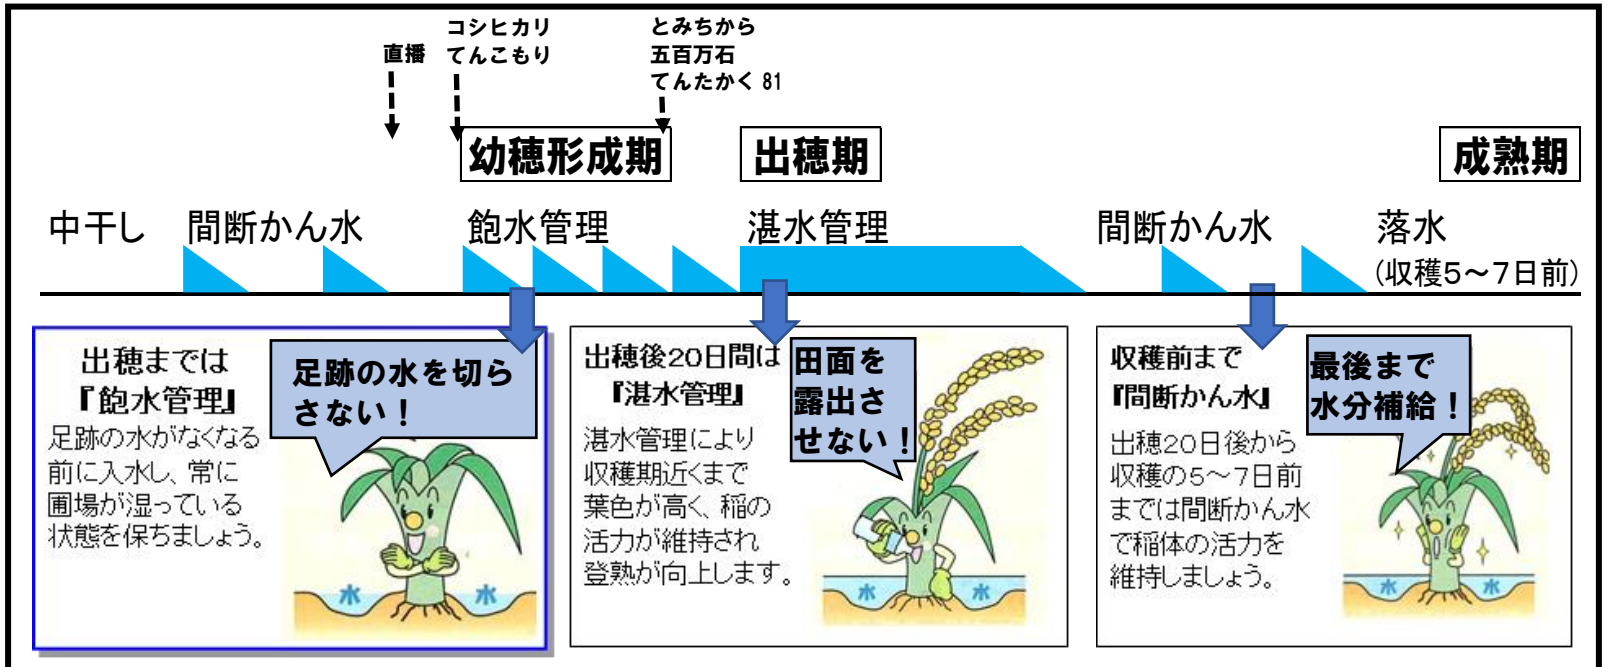 直播
コシヒカリ
てんこもり
とみちから
五百万石
てんたかく 81
幼穂形成期
出穂期
成熟期
中干し
間断かん水
飽水管理
湛水管理
間断かん水
落水
(収穫5～7日前)
出穂までは
『飽水管理』
足跡の水がなくなる
前に入水し、常に
圃場が湿っている
状態を保ちましょう。
足跡の水を切ら
さない！
水
水
出穂後20日間は
『湛水管理』
湛水管理により
収穫期近くまで
葉色が高く、稲の
活力が維持され
登熟が向上します。
田面を
露出さ
せない！
水
水
収穫前まで
『間断かん水』
出穂20日後から
収穫の5～7日前
までは間断かん水
で稲体の活力を
維持しましょう。
最後まで
水分補給！
水
水